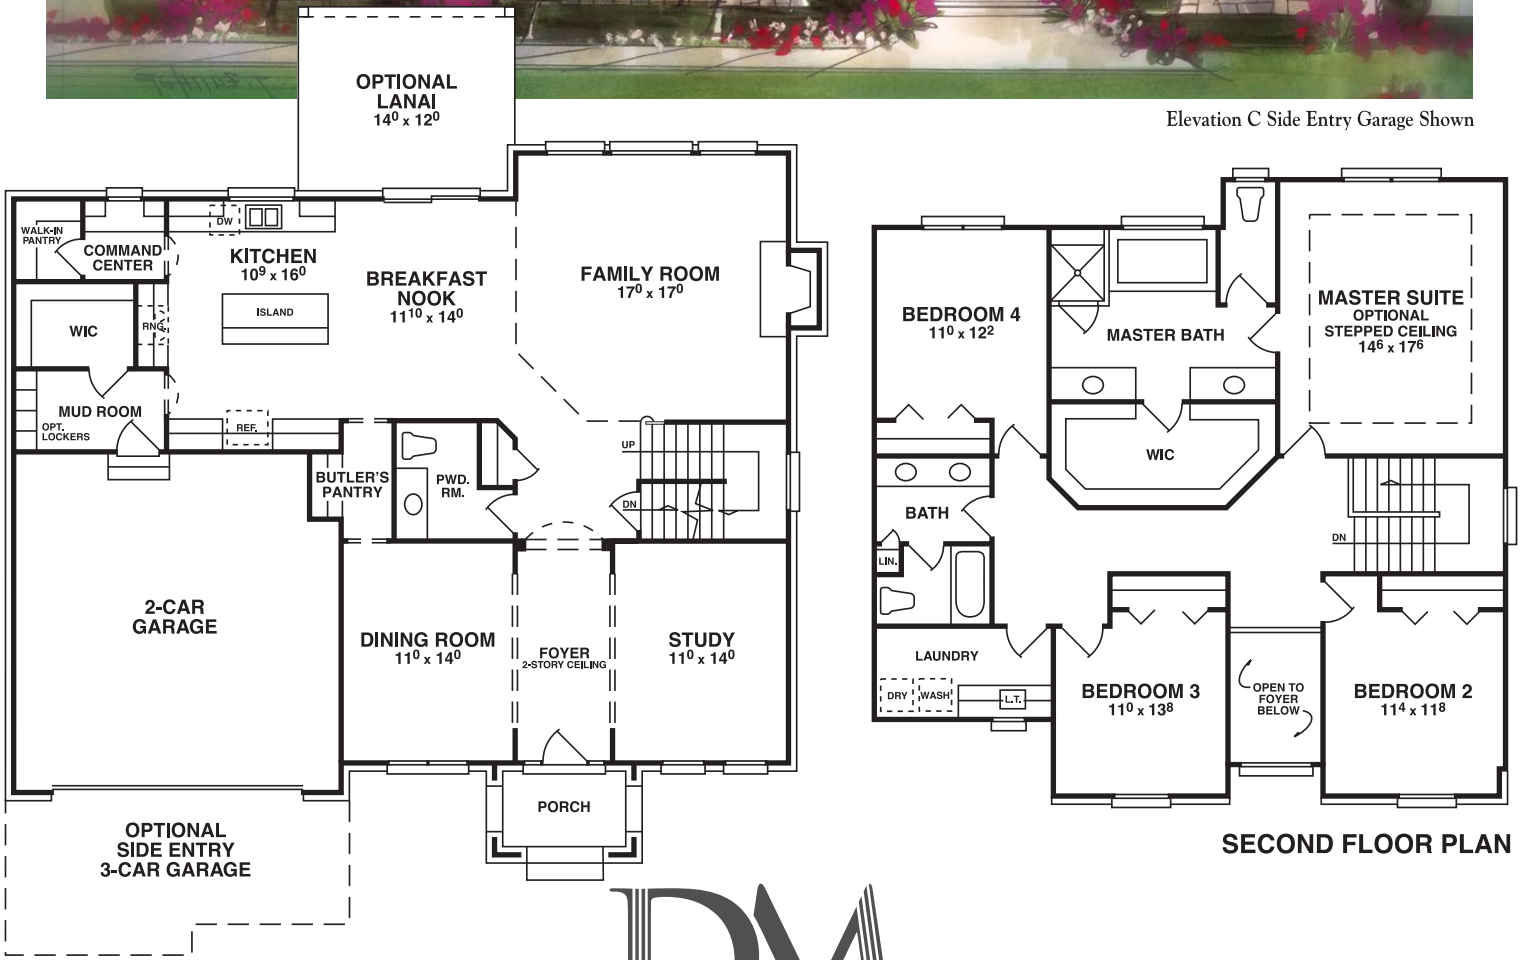 Elevation C Side Entry Garage Shown
OPTIONAL
LANAI
14⁰ x 12⁰
WALK-IN
PANTRY
COMMAND
CENTER
DW
KITCHEN
10⁹ x 16⁰
ISLAND
BREAKFAST
NOOK
11¹⁰ x 14⁰
FAMILY ROOM
17⁰ x 17⁰
WIC
RNG.
MUD ROOM
OPT.
LOCKERS
REF.
BUTLER'S
PANTRY
PWD.
RM.
UP
DN
2-CAR
GARAGE
DINING ROOM
11⁰ x 14⁰
FOYER
2-STORY CEILING
STUDY
11⁰ x 14⁰
PORCH
OPTIONAL
SIDE ENTRY
3-CAR GARAGE
BEDROOM 4
11⁰ x 12²
MASTER BATH
MASTER SUITE
OPTIONAL
STEPPED CEILING
14⁶ x 17⁶
WIC
BATH
LIN.
DN
LAUNDRY
DRY
WASH
L.T.
BEDROOM 3
11⁰ x 13⁸
OPEN TO
FOYER
BELOW
BEDROOM 2
11⁴ x 11⁸
SECOND FLOOR PLAN